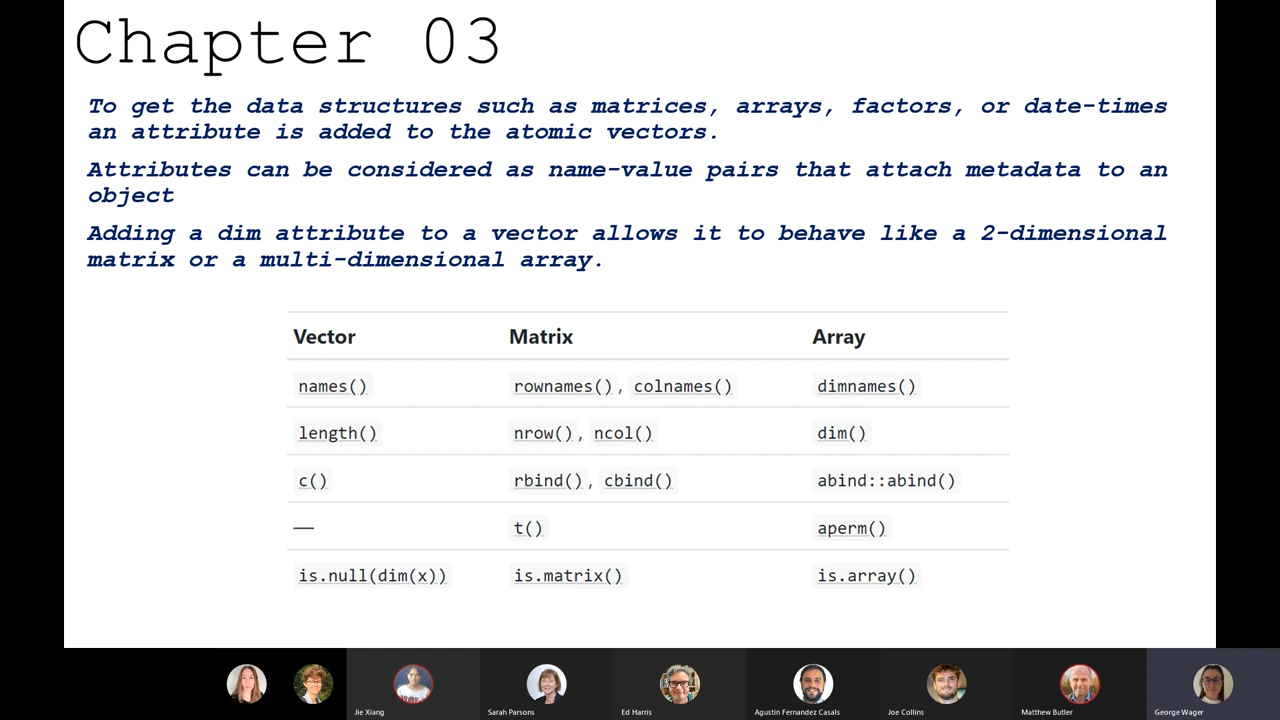 Chapter 03
To get the data structures such as matrices, arrays, factors, or date-times
an attribute is added to the atomic vectors.
Attributes can be considered as name-value pairs that attach metadata to an
object
Adding a dim attribute to a vector allows it to behave like a 2-dimensional
matrix or a multi-dimensional array.
Vector Matrix Array
names() rownames(), colnames() dimnames()
length() nrow(), ncol() dim()
c() rbind(), cbind() abind::abind()
— t() aperm()
is.null(dim(x)) is.matrix() is.array()
Jie Xiang Sarah Parsons Ed Harris Agustin Fernandez Casals Joe Collins Matthew Butler George Wager